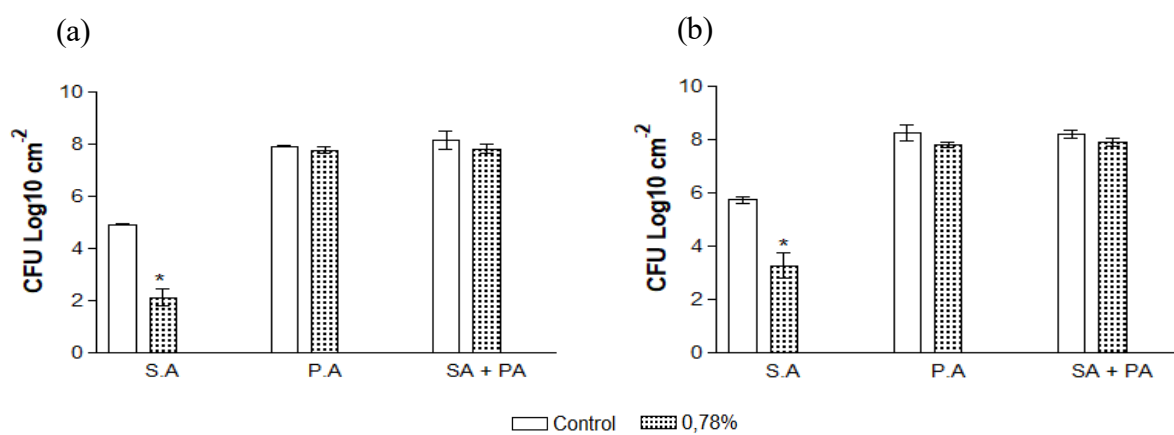 (a)
(b)
CFU Log10 cm-2
10
8
6
4
2
0
*
S.A
P.A
SA + PA
CFU Log10 cm-2
10
8
6
4
2
0
*
S.A
P.A
SA + PA
Control
0,78%